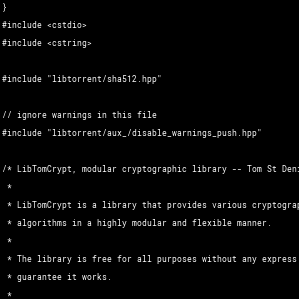 }
#include <cstdio>
#include <cstring>
#include "libtorrent/sha512.hpp"
// ignore warnings in this file
#include "libtorrent/aux_/disable_warnings_push.hpp"
/* LibTomCrypt, modular cryptographic library -- Tom St
 *
 * LibTomCrypt is a library that provides various
 * algorithms in a highly modular and flexible manner.
 *
 * The library is free for all purposes without any express
 * guarantee it works.
 *